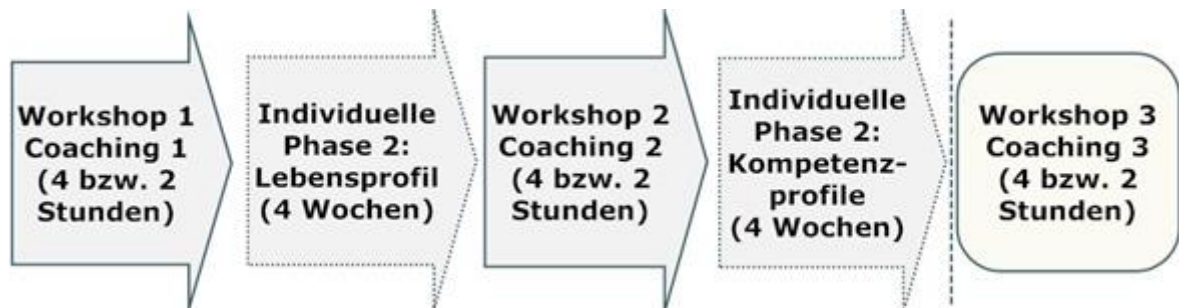 Workshop 1
Coaching 1
(4 bzw. 2
Stunden)
Individuelle
Phase 2:
Lebensprofil
(4 Wochen)
Workshop 2
Coaching 2
(4 bzw. 2
Stunden)
Individuelle
Phase 2:
Kompetenz-
profile
(4 Wochen)
Workshop 3
Coaching 3
(4 bzw. 2
Stunden)